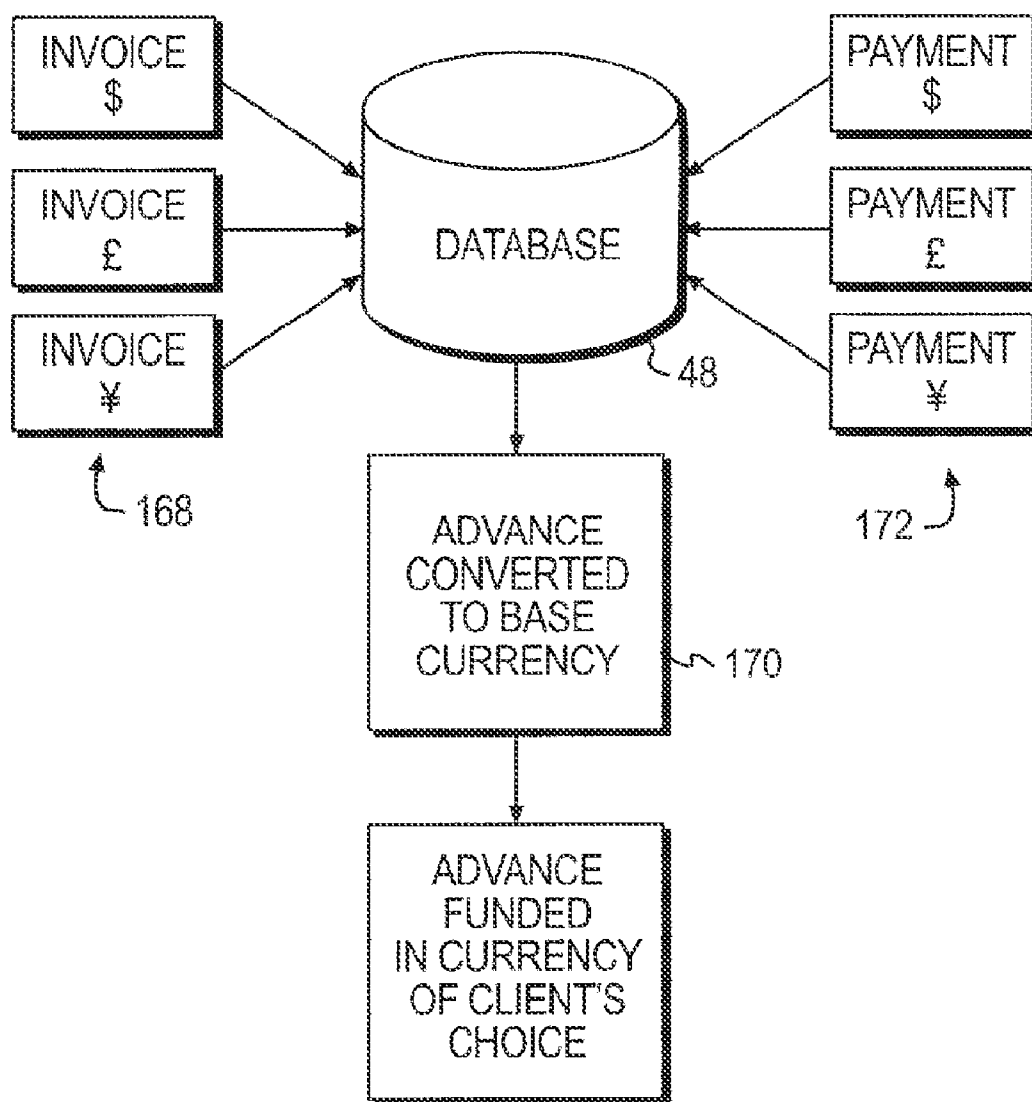 INVOICE
$
INVOICE
£
INVOICE
¥
168
DATABASE
48
PAYMENT
$
PAYMENT
£
PAYMENT
¥
172
ADVANCE
CONVERTED
TO BASE
CURRENCY
170
ADVANCE
FUNDED
IN CURRENCY
OF CLIENT'S
CHOICE